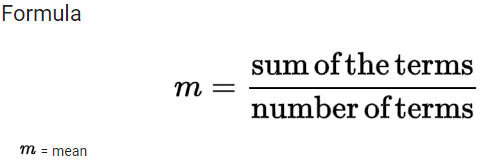 Formula
m = sum of the terms / number of terms
m = mean